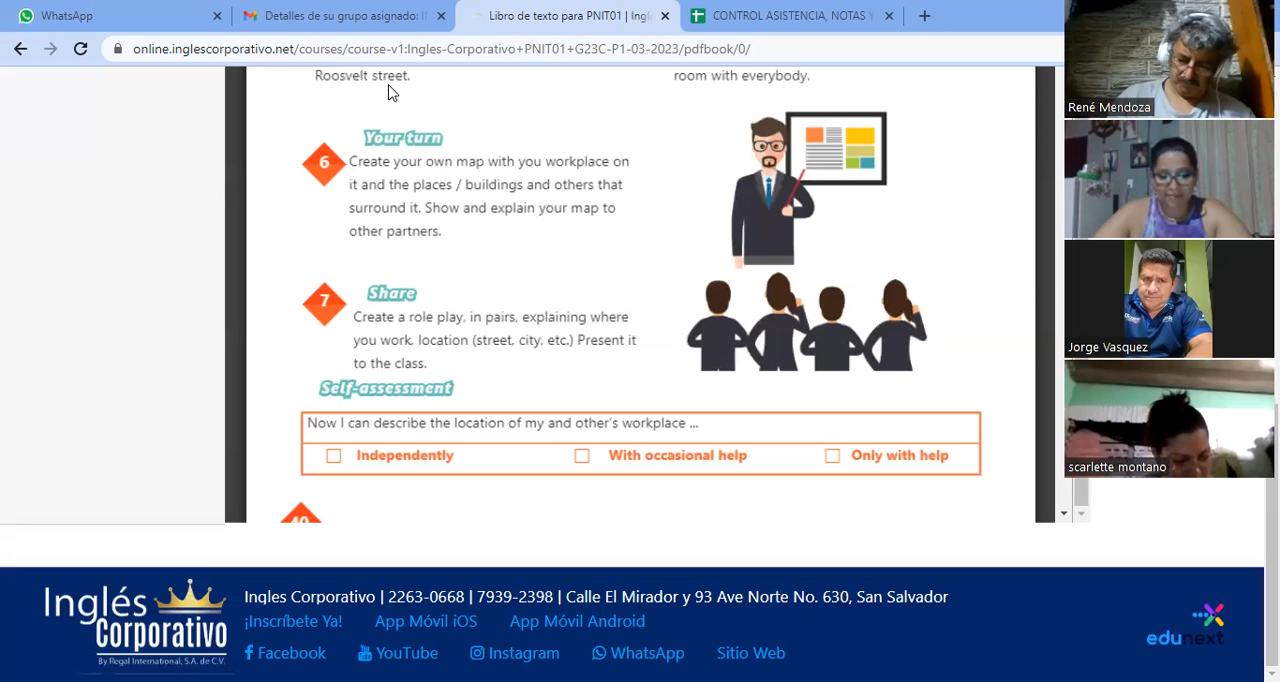 WhatsApp
Detalles de su grupo asignado: If
Libro de texto para PNIT01 | Ingle
CONTROL ASISTENCIA, NOTAS Y
online.inglescorporativo.net/courses/course-v1:Ingles-Corporativo+PNIT01+G23C-P1-03-2023/pdfbook/0/
Roosvelt street.
room with everybody.
Your turn
6
Create your own map with you workplace on
it and the places / buildings and others that
surround it. Show and explain your map to
other partners.
7
Share
Create a role play, in pairs, explaining where
you work, location (street, city, etc.) Present it
to the class.
Self-assessment
Now I can describe the location of my and other's workplace ...
Independently
With occasional help
Only with help
40
René Mendoza
Jorge Vasquez
scarlette montano
Inglés
Corporativo
By Regal International, S.A. de C.V.
Ingles Corporativo | 2263-0668 | 7939-2398 | Calle El Mirador y 93 Ave Norte No. 630, San Salvador
¡Inscríbete Ya!
App Móvil iOS
App Móvil Android
Facebook
YouTube
Instagram
WhatsApp
Sitio Web
edunext